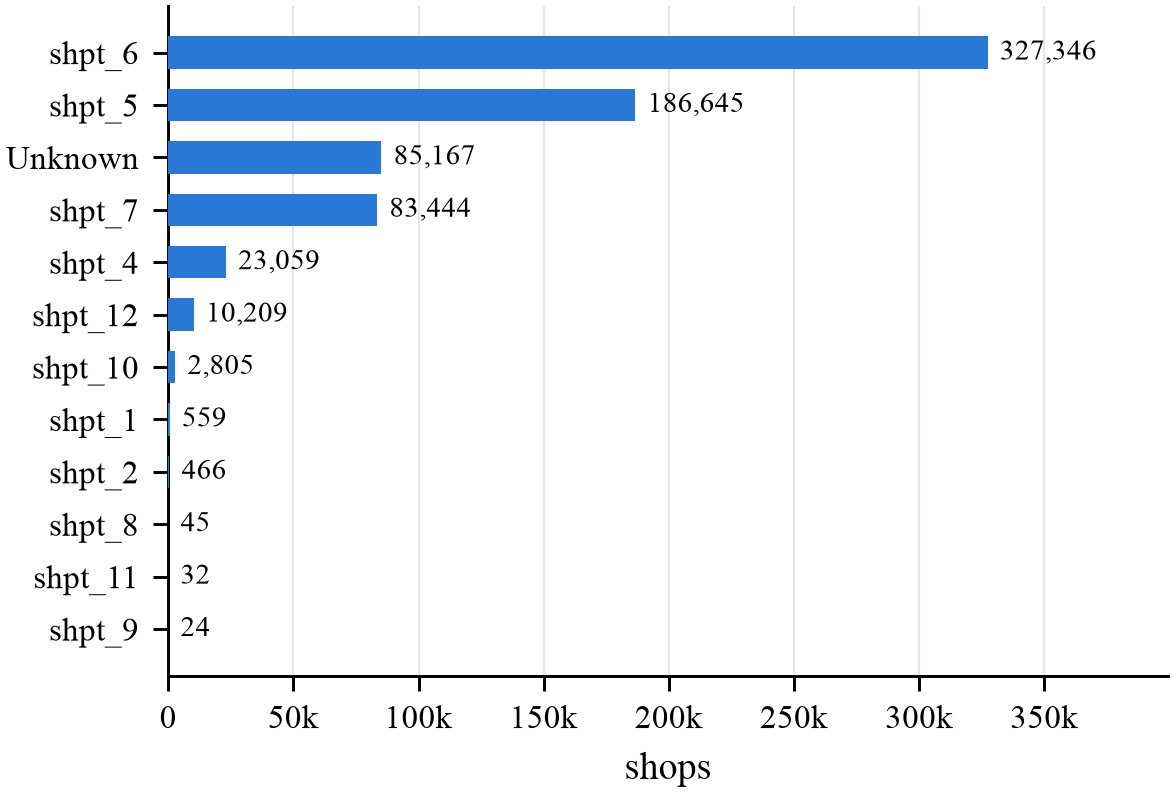 shpt_6 327,346
shpt_5 186,645
Unknown 85,167
shpt_7 83,444
shpt_4 23,059
shpt_12 10,209
shpt_10 2,805
shpt_1 559
shpt_2 466
shpt_8 45
shpt_11 32
shpt_9 24
0 50k 100k 150k 200k 250k 300k 350k
shops